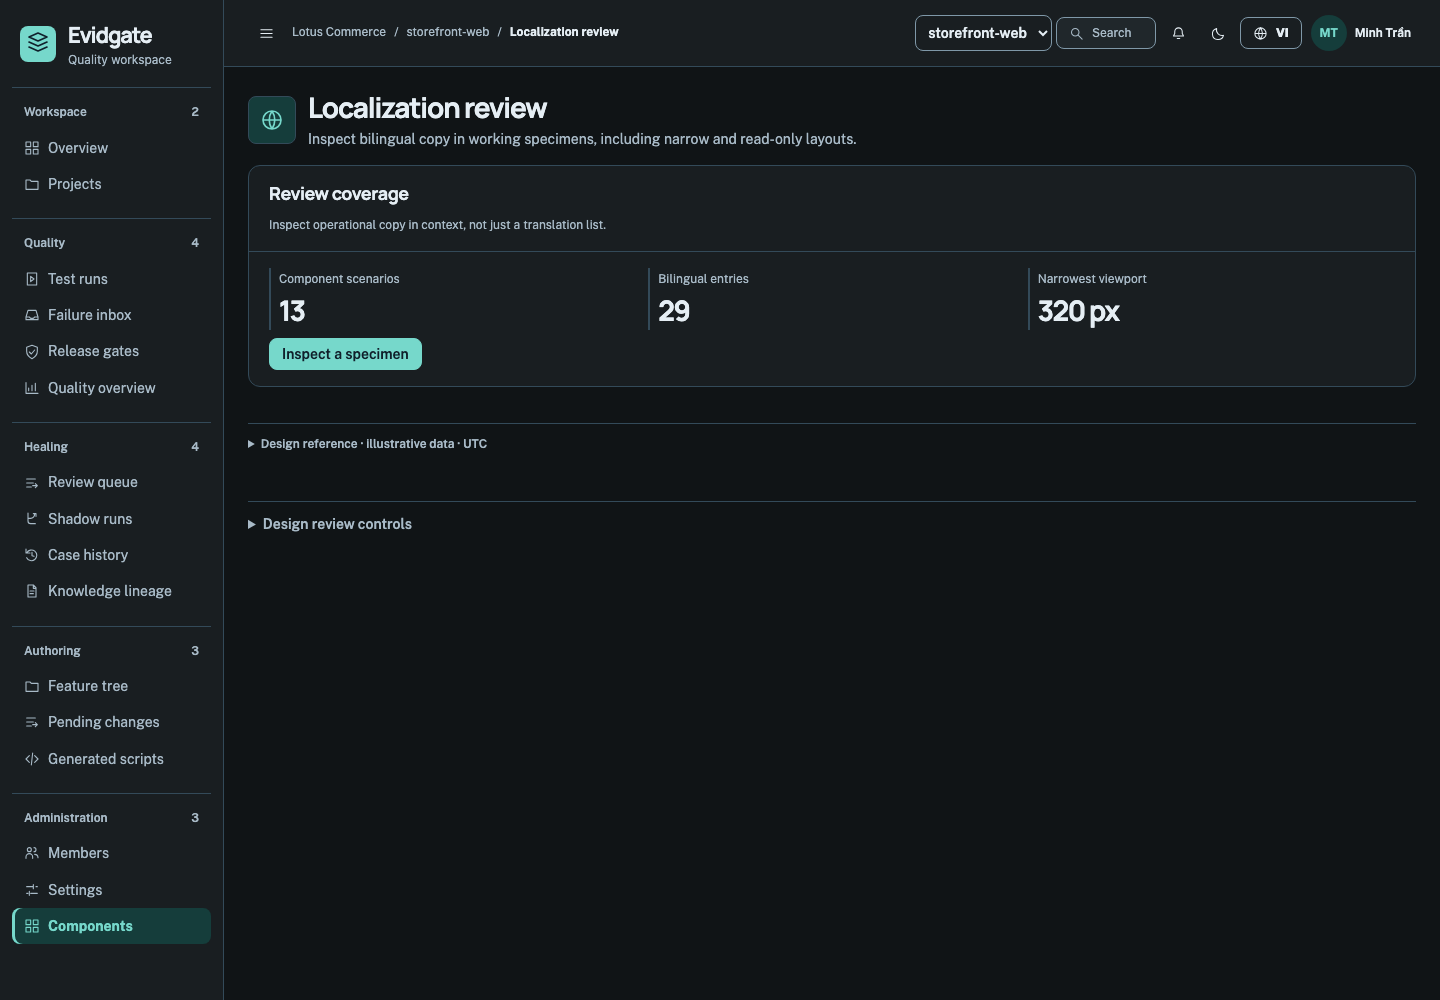 Evidgate
Quality workspace
Workspace 2
Overview
Projects
Quality 4
Test runs
Failure inbox
Release gates
Quality overview
Healing 4
Review queue
Shadow runs
Case history
Knowledge lineage
Authoring 3
Feature tree
Pending changes
Generated scripts
Administration 3
Members
Settings
Components
Lotus Commerce / storefront-web / Localization review
storefront-web
Search
VI
MT
Minh Trần
Localization review
Inspect bilingual copy in working specimens, including narrow and read-only layouts.
Review coverage
Inspect operational copy in context, not just a translation list.
Component scenarios
13
Bilingual entries
29
Narrowest viewport
320 px
Inspect a specimen
Design reference · illustrative data · UTC
Design review controls